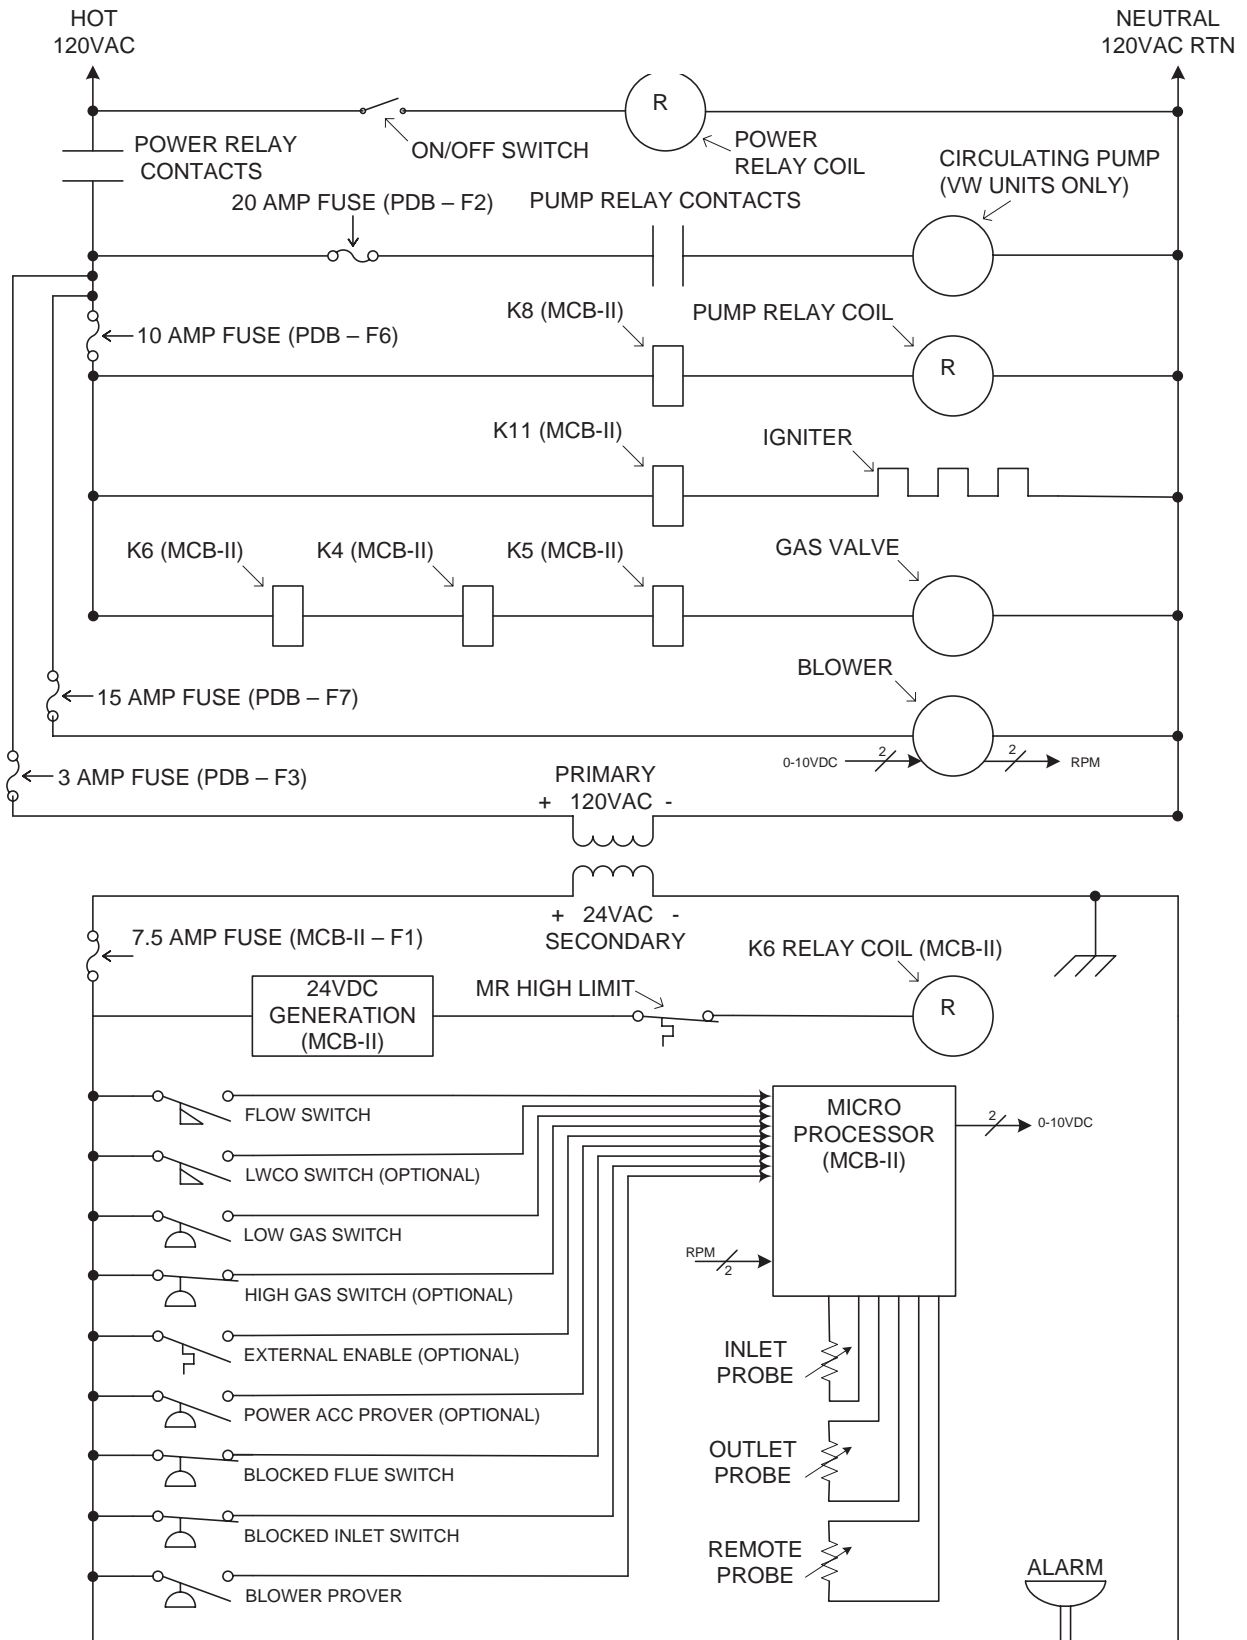 HOT
120VAC
NEUTRAL
120VAC RTN
R
POWER RELAY
CONTACTS
ON/OFF SWITCH
POWER
RELAY COIL
CIRCULATING PUMP
(VW UNITS ONLY)
20 AMP FUSE (PDB – F2)
PUMP RELAY CONTACTS
K8 (MCB-II)
PUMP RELAY COIL
10 AMP FUSE (PDB – F6)
R
K11 (MCB-II)
IGNITER
K6 (MCB-II)
K4 (MCB-II)
K5 (MCB-II)
GAS VALVE
BLOWER
15 AMP FUSE (PDB – F7)
0-10VDC
2
2
RPM
3 AMP FUSE (PDB – F3)
PRIMARY
+ 120VAC -
+ 24VAC -
SECONDARY
7.5 AMP FUSE (MCB-II – F1)
K6 RELAY COIL (MCB-II)
24VDC
GENERATION
(MCB-II)
MR HIGH LIMIT
R
FLOW SWITCH
MICRO
PROCESSOR
(MCB-II)
2
0-10VDC
LWCO SWITCH (OPTIONAL)
LOW GAS SWITCH
RPM
2
HIGH GAS SWITCH (OPTIONAL)
EXTERNAL ENABLE (OPTIONAL)
INLET
PROBE
POWER ACC PROVER (OPTIONAL)
OUTLET
PROBE
BLOCKED FLUE SWITCH
BLOCKED INLET SWITCH
REMOTE
PROBE
BLOWER PROVER
ALARM